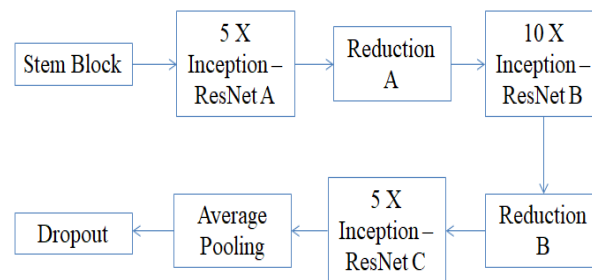 Stem Block
5 X
Inception –
ResNet A
Reduction
A
10 X
Inception –
ResNet B
Reduction
B
5 X
Inception –
ResNet C
Average
Pooling
Dropout